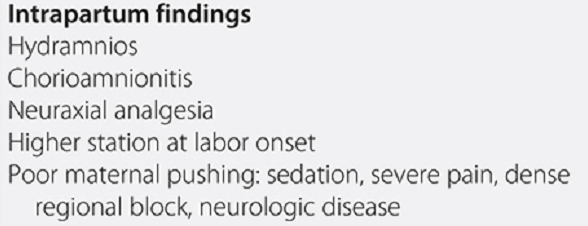 Intrapartum findings
Hydramnios
Chorioamnionitis
Neuraxial analgesia
Higher station at labor onset
Poor maternal pushing: sedation, severe pain, dense
regional block, neurologic disease